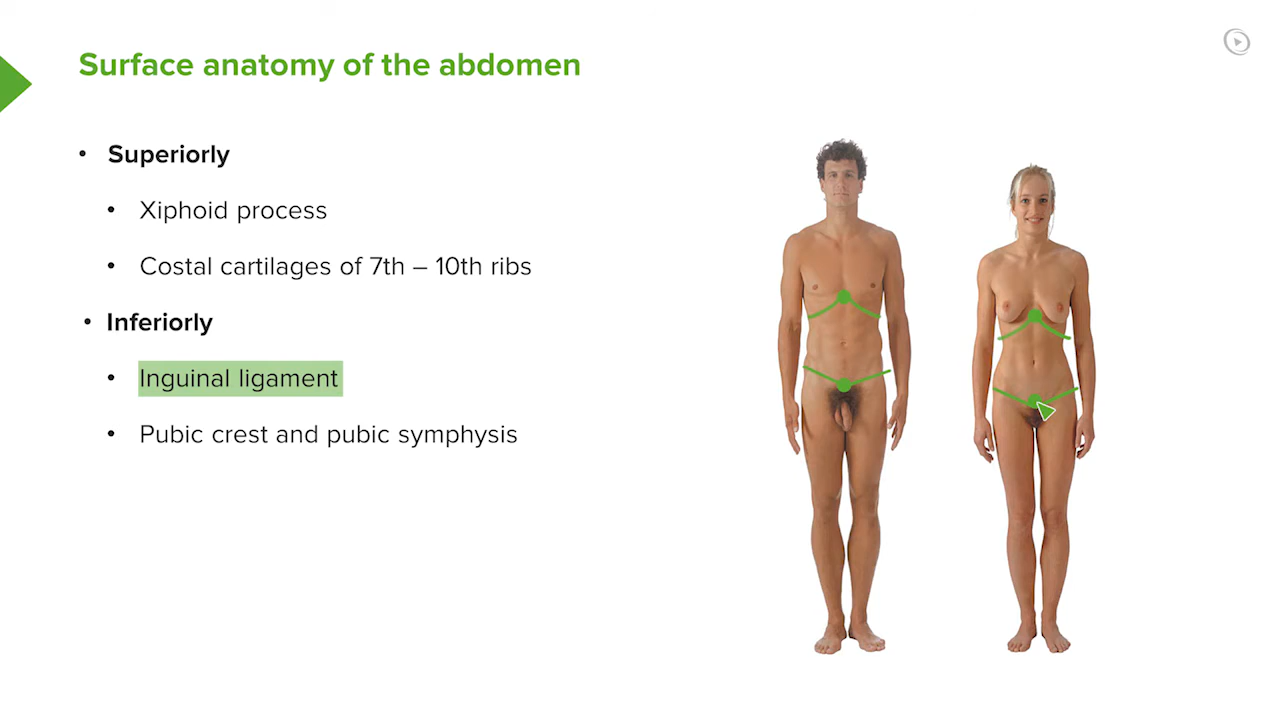 Surface anatomy of the abdomen
• Superiorly
• Xiphoid process
• Costal cartilages of 7th – 10th ribs
• Inferiorly
• Inguinal ligament
• Pubic crest and pubic symphysis